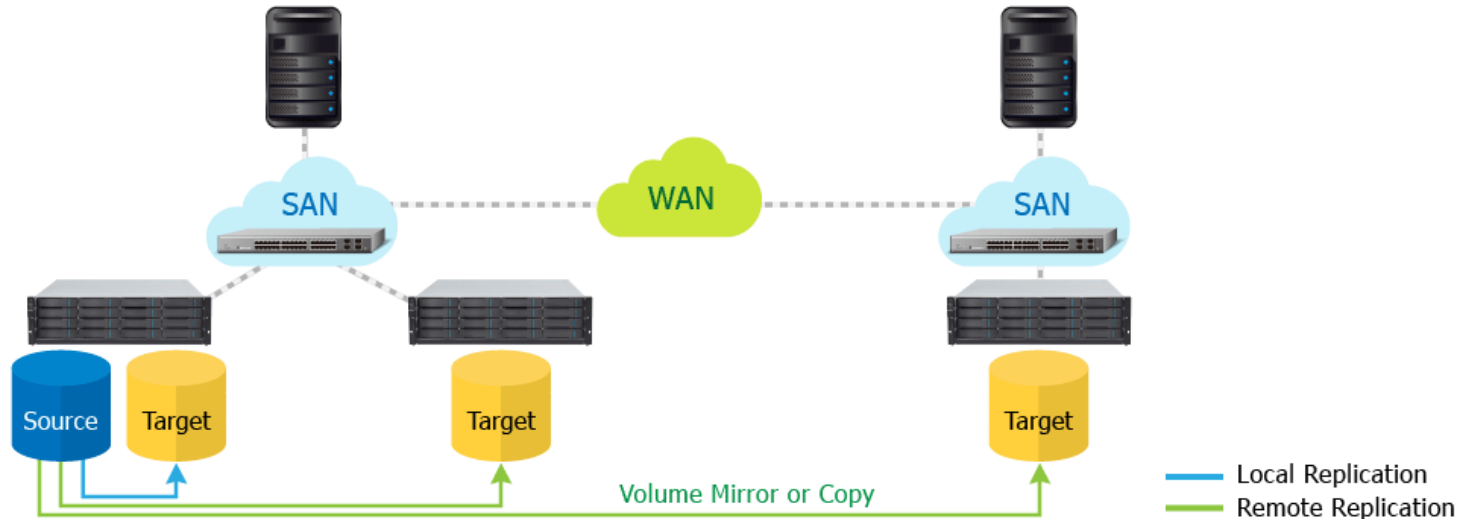 SAN
WAN
SAN
Source
Target
Target
Target
Volume Mirror or Copy
Local Replication
Remote Replication